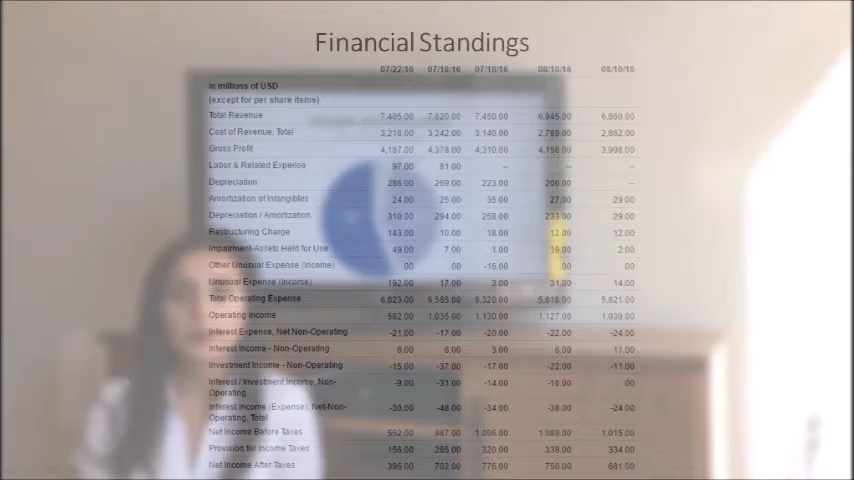 Financial Standings
07/22/16 07/18/16 07/18/16 08/10/16 08/10/16
In millions of USD
(except for per share items)
Total Revenue 7,405.00 7,620.00 7,450.00 6,945.00 6,860.00
Cost of Revenue, Total 3,218.00 3,242.00 3,140.00 2,789.00 2,862.00
Gross Profit 4,187.00 4,378.00 4,310.00 4,156.00 3,998.00
Labor & Related Expense 97.00 81.00 -- -- --
Depreciation 286.00 269.00 223.00 206.00 --
Amortization of Intangibles 24.00 25.00 35.00 27.00 29.00
Depreciation / Amortization 310.00 294.00 258.00 233.00 29.00
Restructuring Charge 143.00 10.00 18.00 12.00 12.00
Impairment-Assets Held for Use 49.00 7.00 1.00 19.00 2.00
Other Unusual Expense (Income) 00 00 -16.00 00 00
Unusual Expense (Income) 192.00 17.00 3.00 31.00 14.00
Total Operating Expense 6,823.00 6,585.00 6,320.00 5,818.00 5,821.00
Operating Income 582.00 1,035.00 1,130.00 1,127.00 1,039.00
Interest Expense, Net Non-Operating -21.00 -17.00 -20.00 -22.00 -24.00
Interest Income - Non-Operating 6.00 6.00 3.00 6.00 11.00
Investment Income - Non-Operating -15.00 -37.00 -17.00 -22.00 -11.00
Interest / Investment Income, Non- -9.00 -31.00 -14.00 -16.00 00
Operating
Interest Income (Expense), Net-Non- -30.00 -48.00 -34.00 -38.00 -24.00
Operating, Total
Net Income Before Taxes 552.00 987.00 1,096.00 1,089.00 1,015.00
Provision for Income Taxes 156.00 285.00 320.00 339.00 334.00
Net Income After Taxes 396.00 702.00 776.00 750.00 681.00